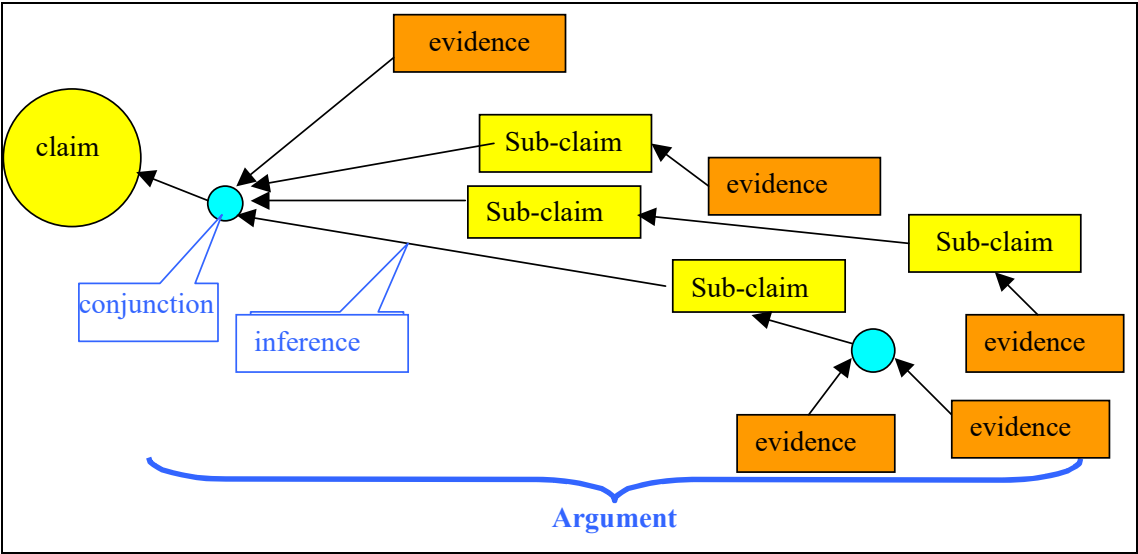 evidence
claim
Sub-claim
evidence
Sub-claim
Sub-claim
Sub-claim
conjunction
inference
evidence
evidence
evidence
Argument